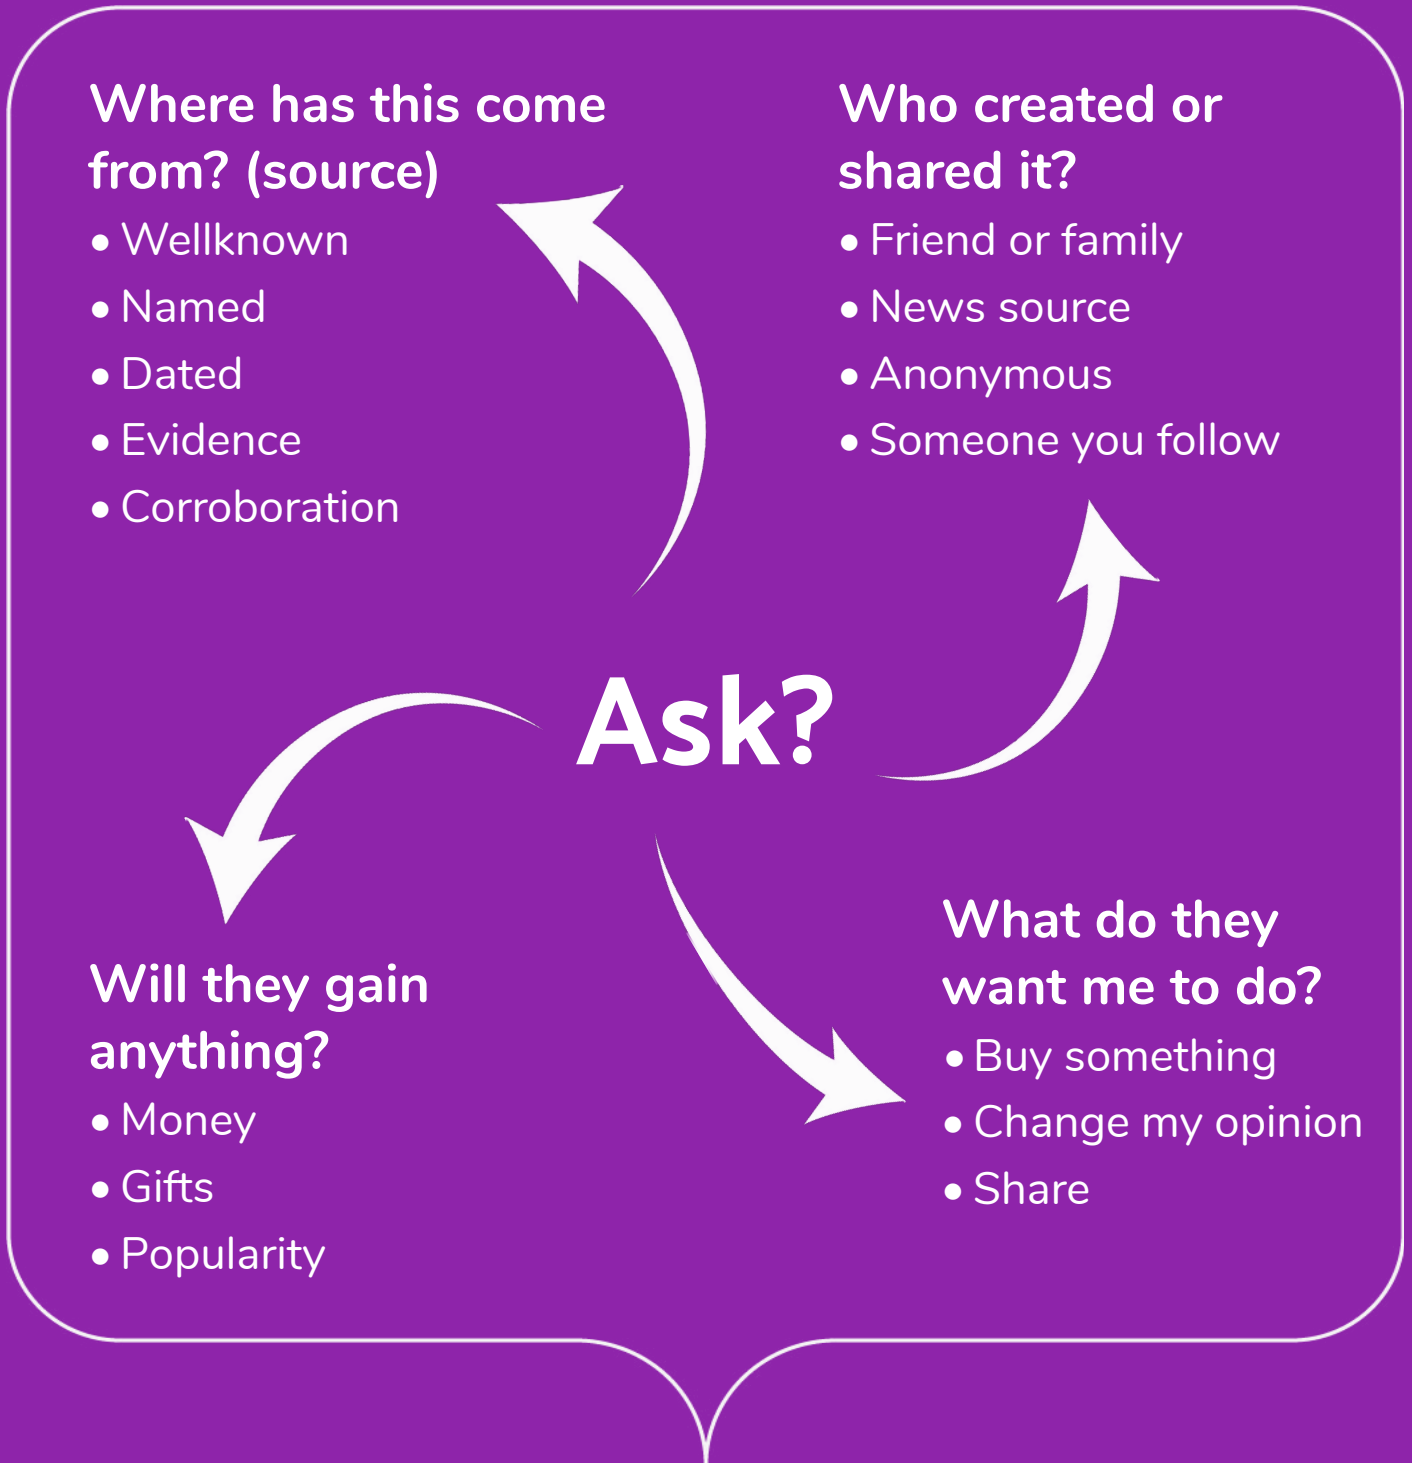 Where has this come
from? (source)
• Wellknown
• Named
• Dated
• Evidence
• Corroboration
Who created or
shared it?
• Friend or family
• News source
• Anonymous
• Someone you follow
Ask?
Will they gain
anything?
• Money
• Gifts
• Popularity
What do they
want me to do?
• Buy something
• Change my opinion
• Share